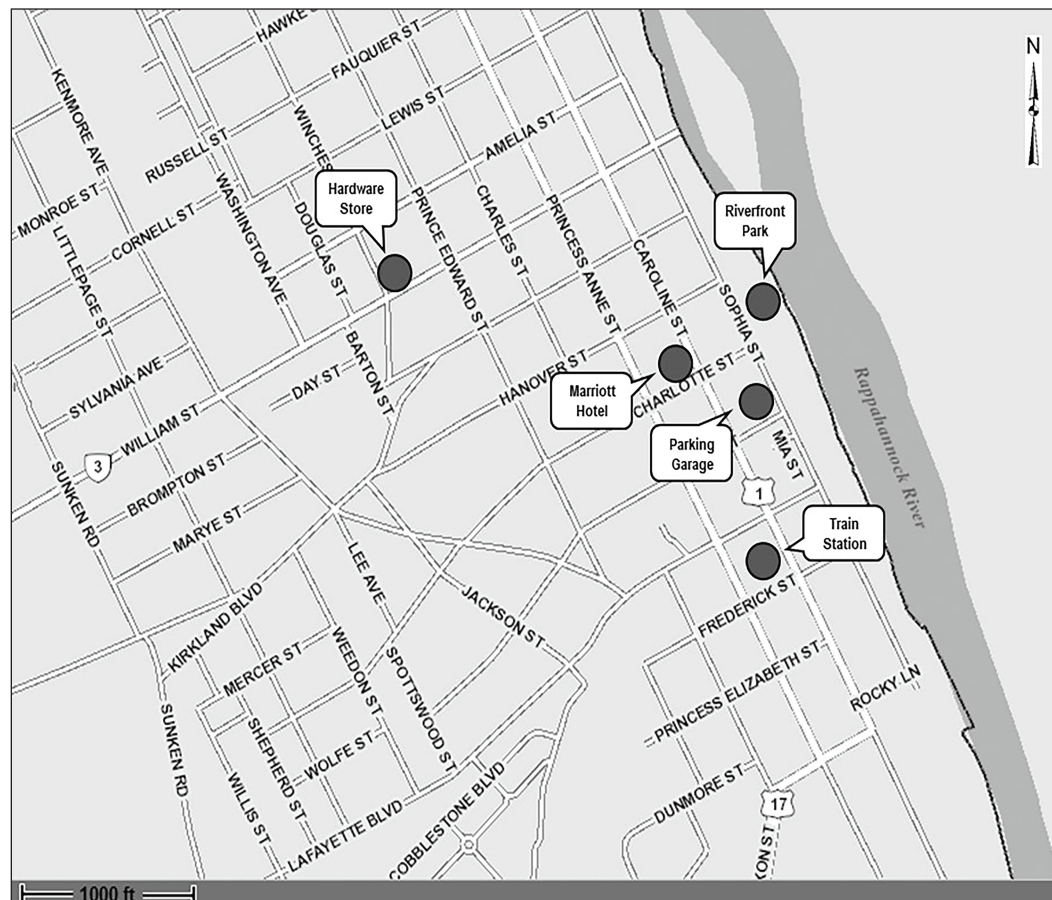 HAWKE S
FAUQUIER ST
N
KENMORE AVE
LEWIS ST
WINCHES
RUSSELL ST
AMELIA ST
Hardware
Store
MONROE ST
WASHINGTON AVE
CORNELL ST
DOUGLAS ST
PRINCE EDWARD ST
CHARLES ST
PRINCESS ANNE ST
Riverfront
Park
LITTLEPAGE ST
CAROLINE ST
SOPHIA ST
SYLVANIA AVE
DAY ST
BARTON ST
HANOVER ST
Marriott
Hotel
CHARLOTTE ST
WILLIAM ST
3
Parking
Garage
MIA ST
Rappahannock River
SUNKEN RD
BROMPTON ST
MARYE ST
1
Train
Station
LEE AVE
JACKSON ST
FREDERICK ST
KIRKLAND BLVD
MERCER ST
WEEDON ST
SPOTTSWOOD ST
PRINCESS ELIZABETH ST
ROCKY LN
SUNKEN RD
SHEPHERD ST
WOLFE ST
WILLIS ST
LAFAYETTE BLVD
COBBLESTONE BLVD
DUNMORE ST
17
XON ST
1000 ft